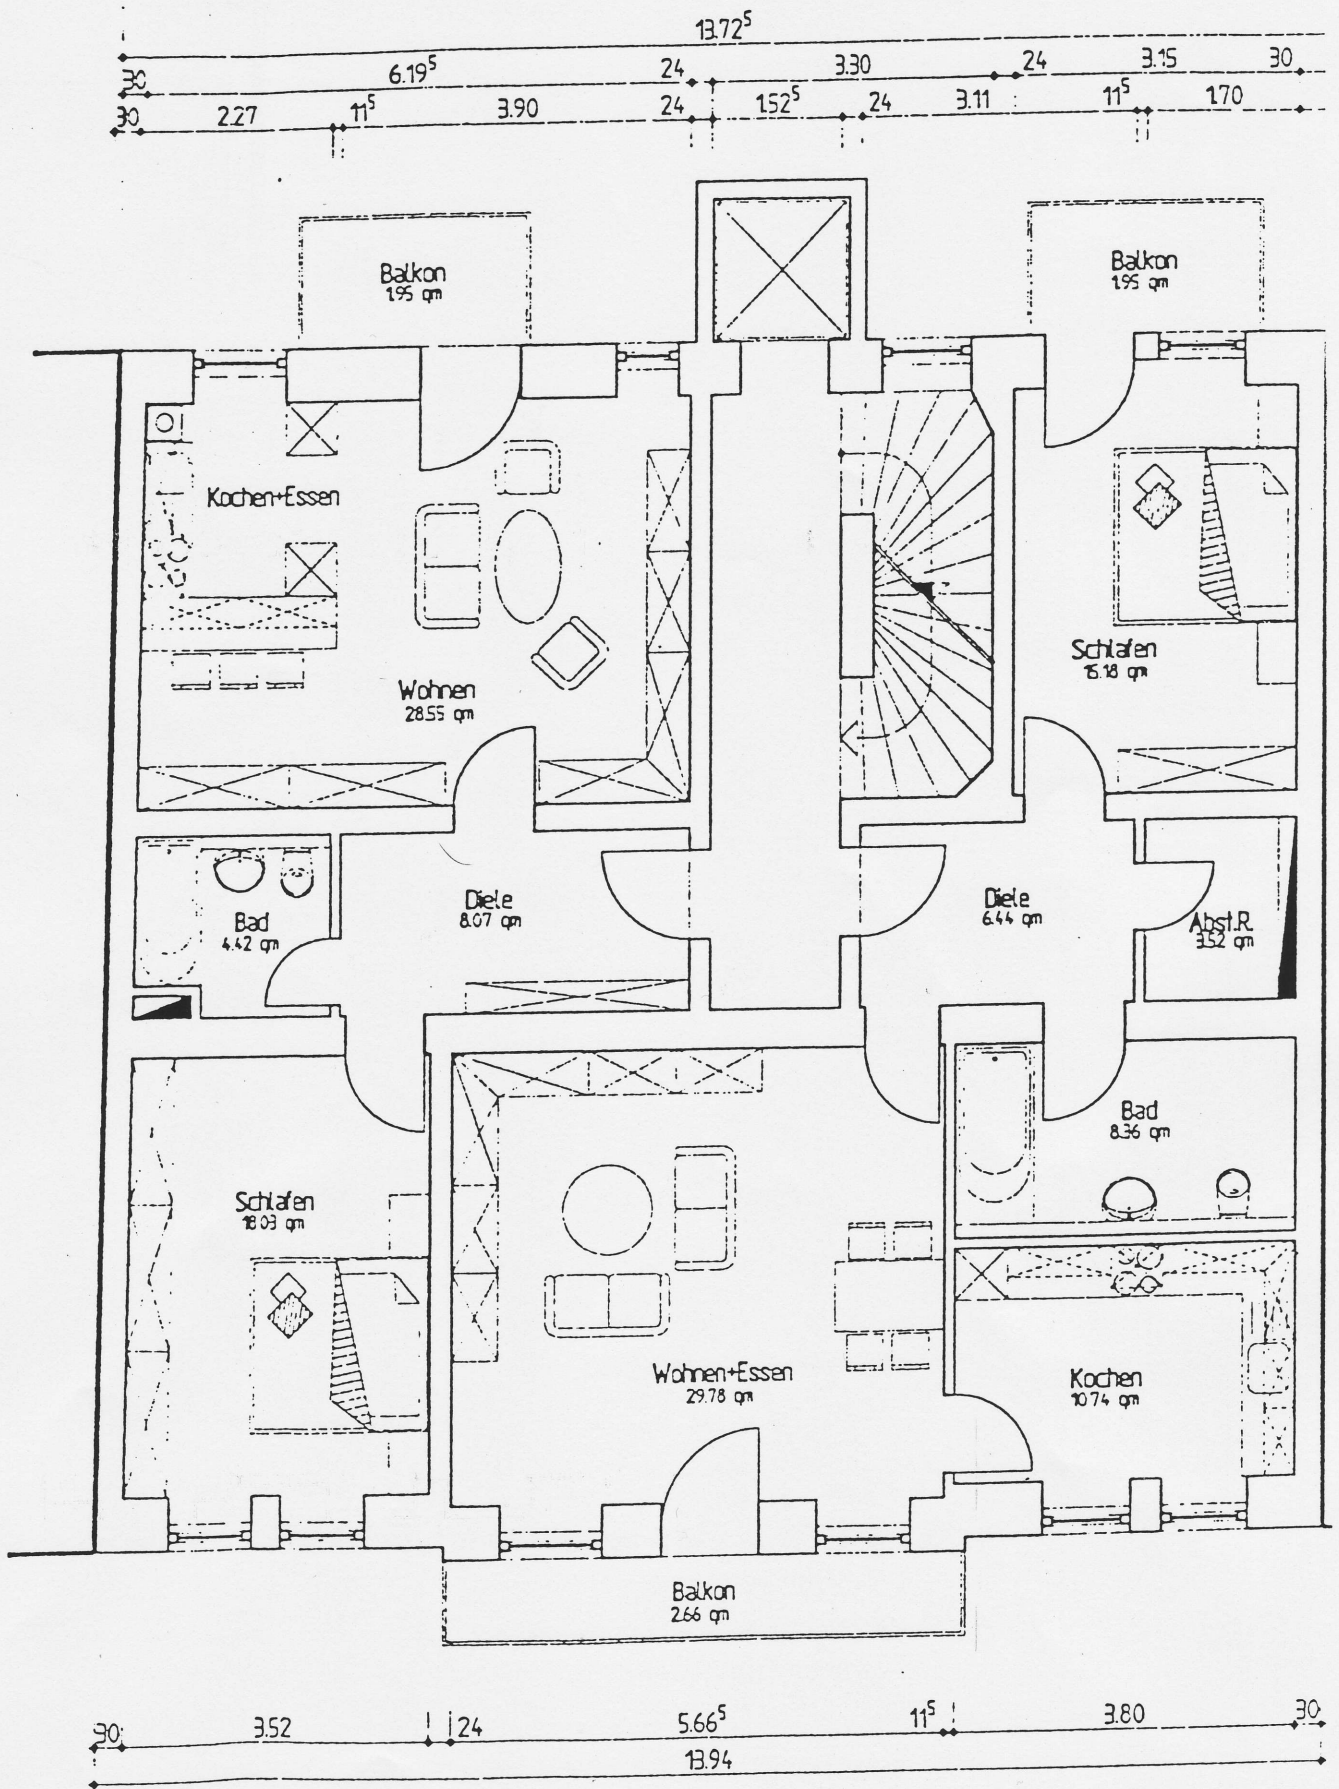 13.72⁵
30 6.19⁵ 24 3.30 24 3.15 30
30 2.27 11⁵ 3.90 24 1.52⁵ 24 3.11 11⁵ 1.70
Balkon
1.95 qm
Balkon
1.95 qm
Kochen+Essen
Wohnen
28.55 qm
Schlafen
15.18 qm
Bad
4.42 qm
Diele
8.07 qm
Diele
6.44 qm
Abst.R.
3.52 qm
Schlafen
18.03 qm
Bad
8.36 qm
Wohnen+Essen
29.78 qm
Kochen
10.74 qm
Balkon
2.66 qm
30 3.52 24 5.66⁵ 11⁵ 3.80 30
13.94